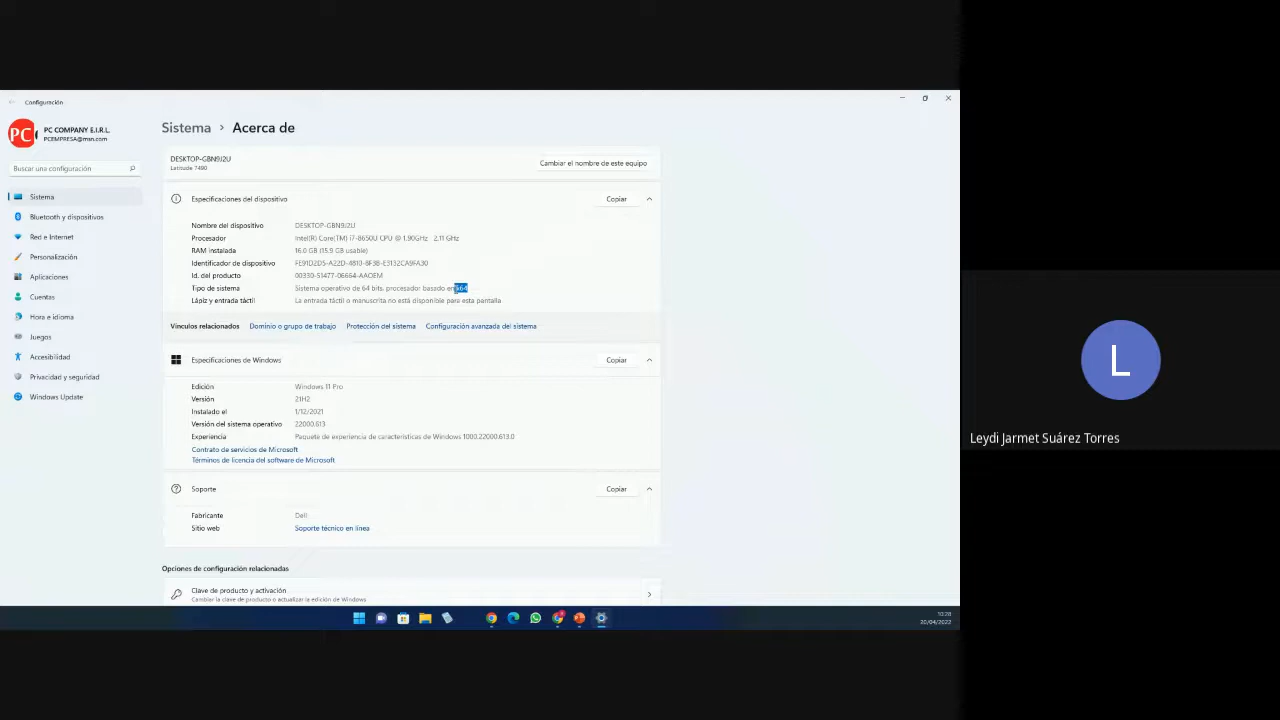 Configuración
PC
PC COMPANY E.I.R.L.
PCEMPRESA@msn.com
Buscar una configuración
Sistema
Bluetooth y dispositivos
Red e Internet
Personalización
Aplicaciones
Cuentas
Hora e idioma
Juegos
Accesibilidad
Privacidad y seguridad
Windows Update
Sistema > Acerca de
DESKTOP-GBN9J2U
Latitude 7490
Cambiar el nombre de este equipo
Especificaciones del dispositivo
Copiar
Nombre del dispositivo DESKTOP-GBN9J2U
Procesador Intel(R) Core(TM) i7-8650U CPU @ 1.90GHz 2.11 GHz
RAM instalada 16.0 GB (15.9 GB usable)
Identificador de dispositivo
Id. del producto 00330-51477-06664-AAOEM
Tipo de sistema Sistema operativo de 64 bits, procesador basado en x64
Lápiz y entrada táctil La entrada táctil o manuscrita no está disponible para esta pantalla
Vínculos relacionados Dominio o grupo de trabajo Protección del sistema Configuración avanzada del sistema
Especificaciones de Windows
Copiar
Edición Windows 11 Pro
Versión 21H2
Instalado el 1/12/2021
Versión del sistema operativo 22000.613
Experiencia Paquete de experiencia de características de Windows 1000.22000.613.0
Contrato de servicios de Microsoft
Términos de licencia del software de Microsoft
Soporte
Copiar
Fabricante Dell
Sitio web Soporte técnico en línea
Opciones de configuración relacionadas
Clave de producto y activación
Cambiar la clave de producto o actualizar la edición de Windows
10:28
20/04/2022
L
Leydi Jarmet Suárez Torres